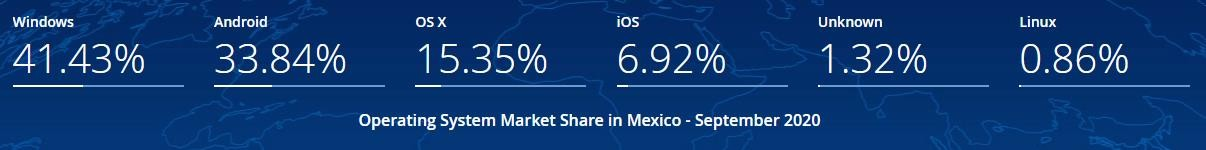 Windows Android OS X iOS Unknown Linux
41.43% 33.84% 15.35% 6.92% 1.32% 0.86%
Operating System Market Share in Mexico - September 2020